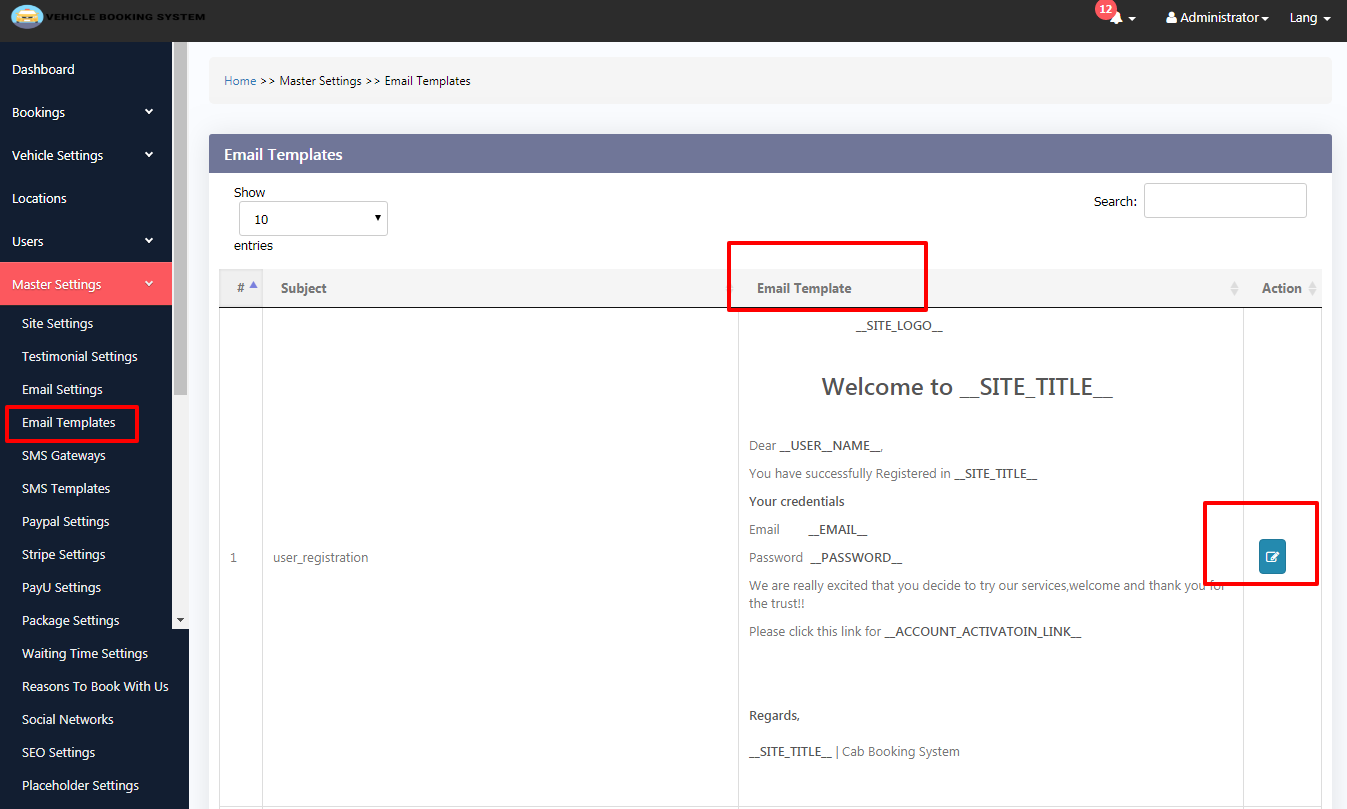 VEHICLE BOOKING SYSTEM
12
Administrator
Lang
Dashboard
Bookings
Vehicle Settings
Locations
Users
Master Settings
Site Settings
Testimonial Settings
Email Settings
Email Templates
SMS Gateways
SMS Templates
Paypal Settings
Stripe Settings
PayU Settings
Package Settings
Waiting Time Settings
Reasons To Book With Us
Social Networks
SEO Settings
Placeholder Settings
Home >> Master Settings >> Email Templates
Email Templates
Show
10
entries
Search:
# Subject Email Template Action
1 user_registration
__SITE_LOGO__
Welcome to __SITE_TITLE__
Dear __USER__NAME__,
You have successfully Registered in __SITE_TITLE__
Your credentials
Email __EMAIL__
Password __PASSWORD__
We are really excited that you decide to try our services,welcome and thank you for
the trust!!
Please click this link for __ACCOUNT_ACTIVATOIN_LINK__
Regards,
__SITE_TITLE__ | Cab Booking System